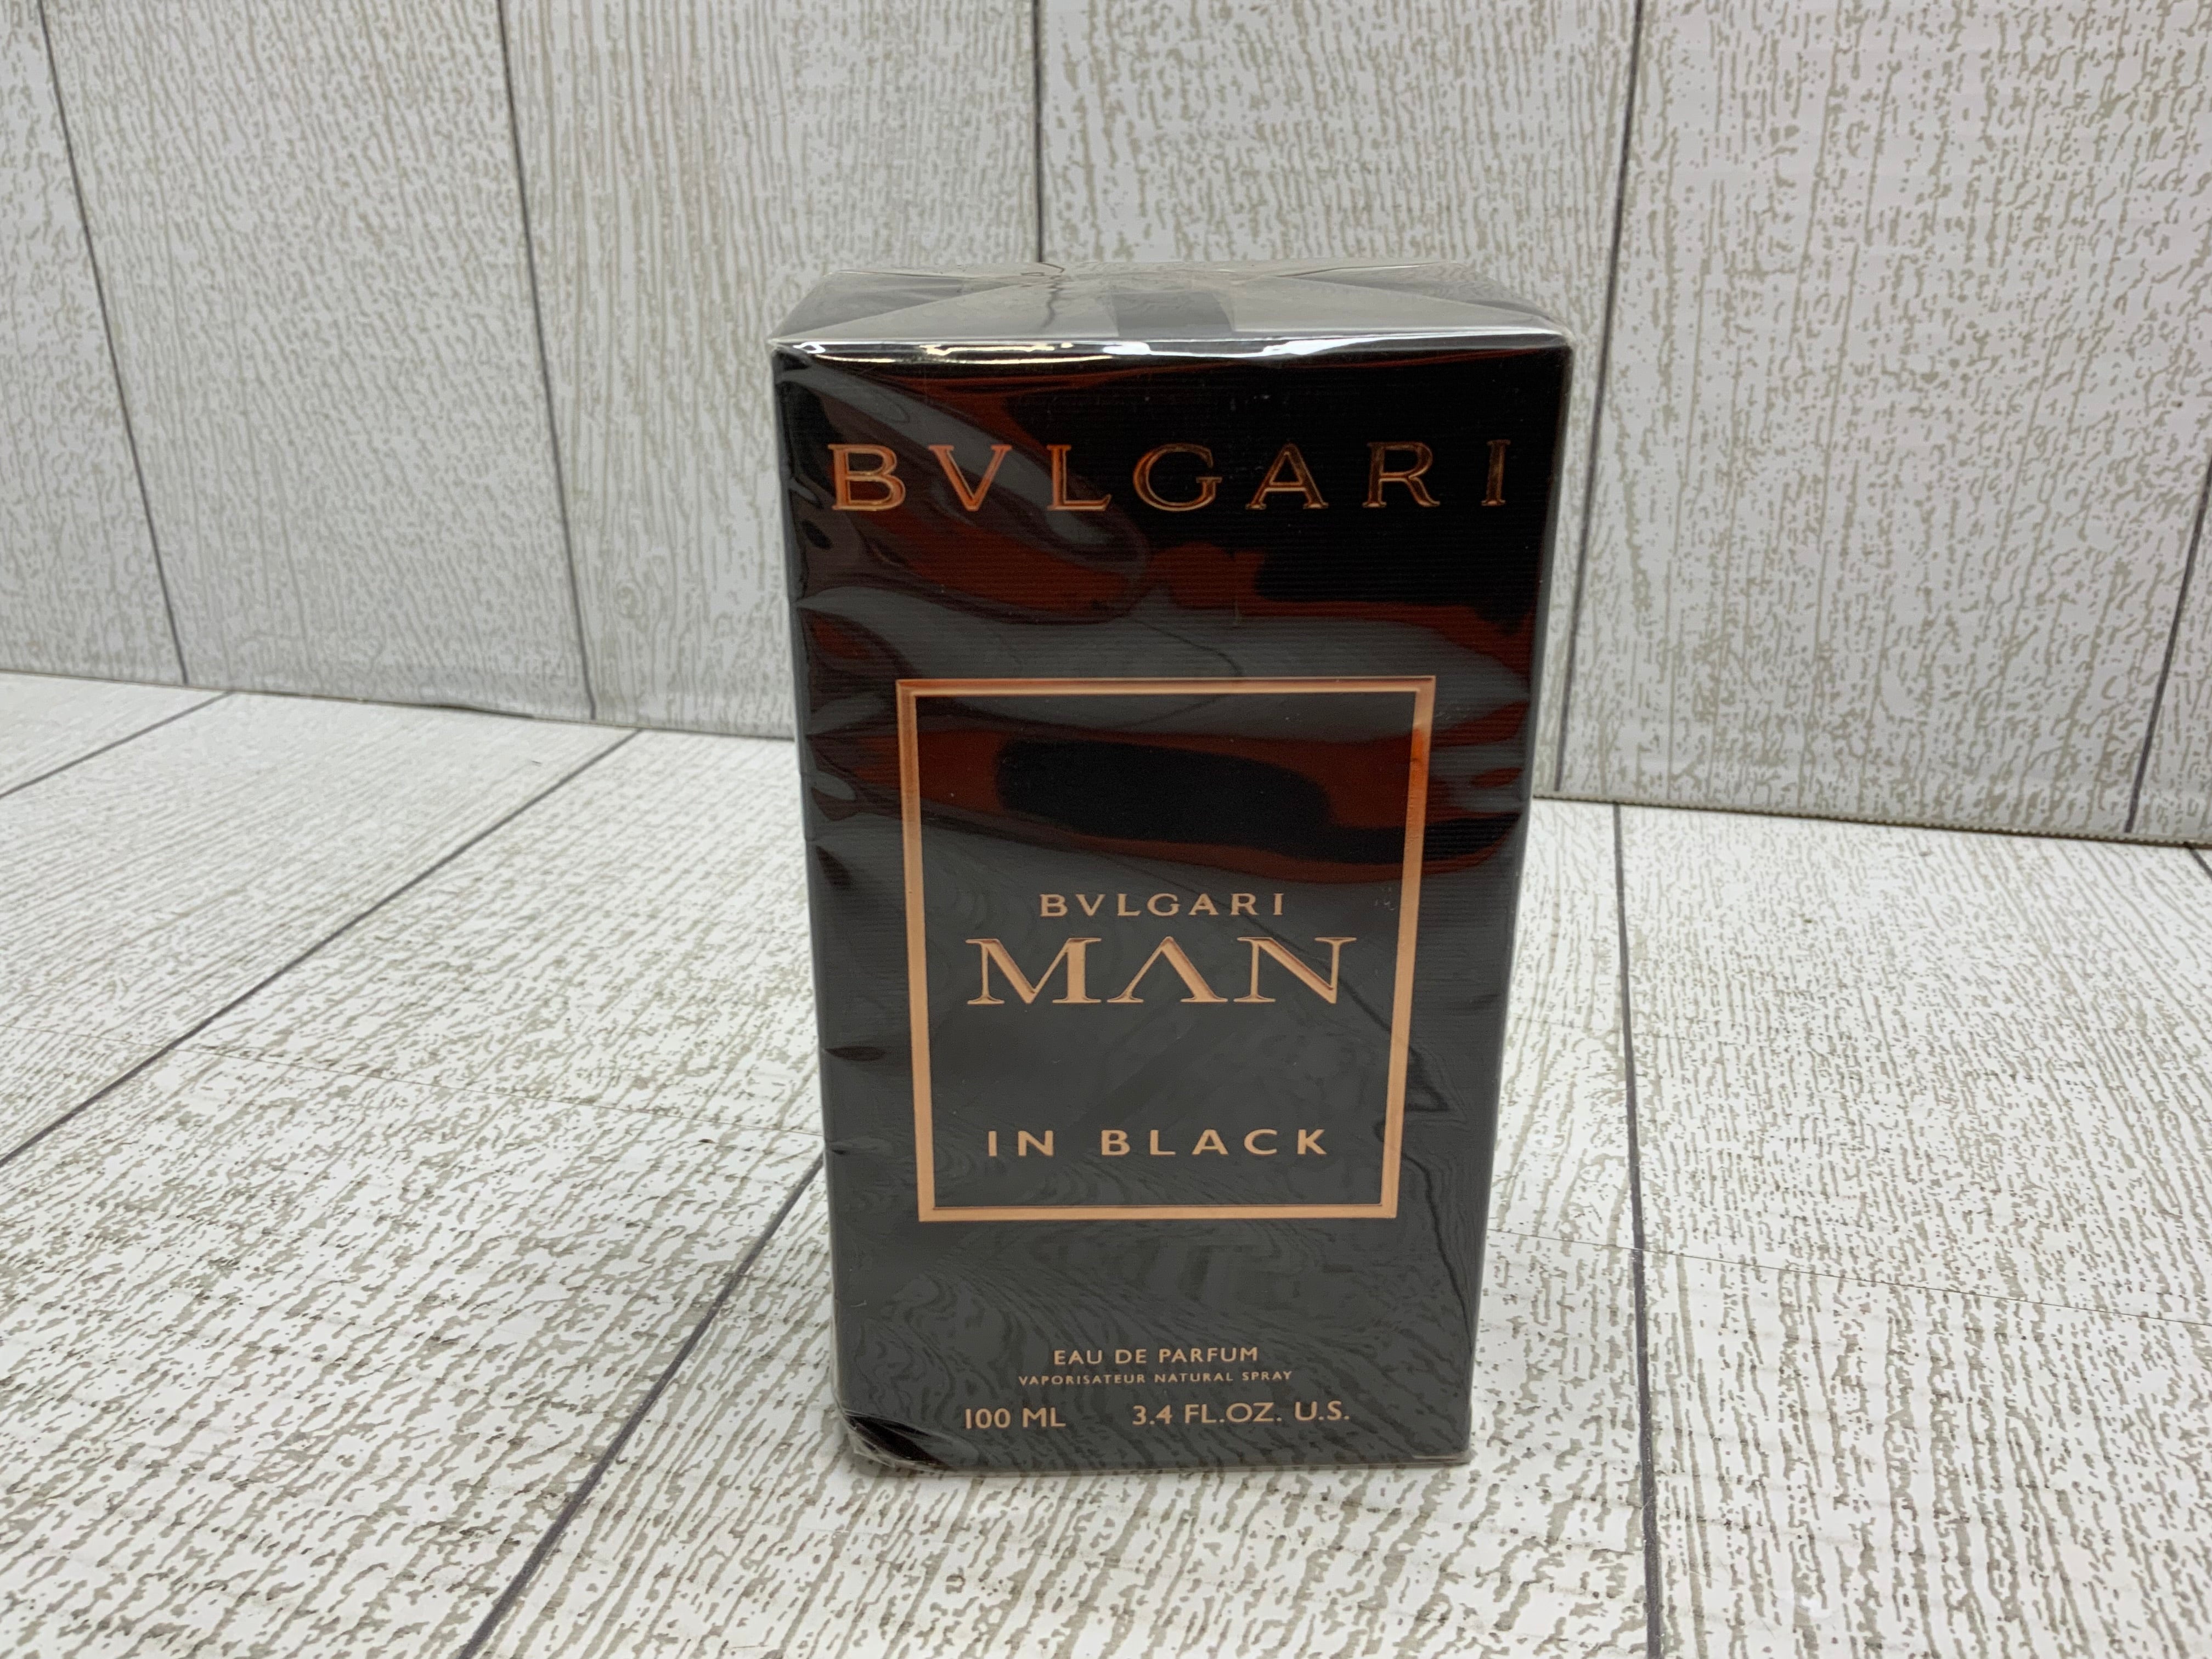 BVLGARI
BVLGARI
MAN
IN BLACK
EAU DE PARFUM
VAPORISATEUR NATURAL SPRAY
100 ML 3.4 FL.OZ. U.S.